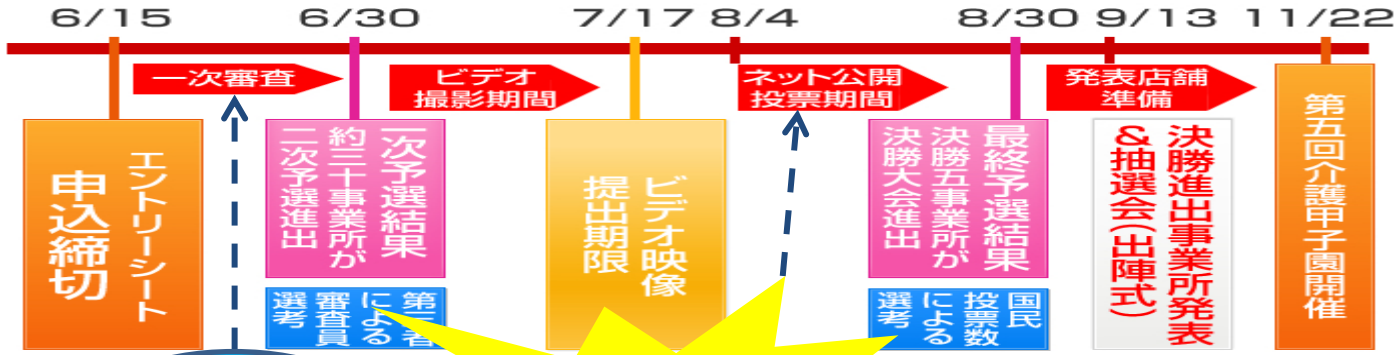 6/15
6/30
7/17
8/4
8/30
9/13
11/22
一次審査
ビデオ
撮影期間
ネット公開
投票期間
発表店舗
準備
エントリーシート
申込締切
一次予選結果
約三十事業所が
二次予選進出
第三者
による
審査員
選考
ビデオ映像
提出期限
最終予選結果
決勝五事業所が
決勝大会進出
国民
投票数
による
選考
決勝進出事業所発表
&抽選会(出陣式)
第五回介護甲子園開催